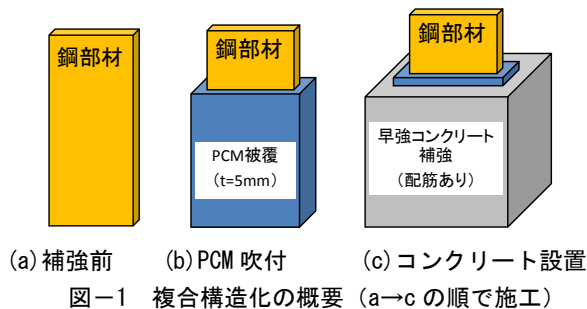 鋼部材
鋼部材
PCM被覆
(t=5mm)
鋼部材
早強コンクリート
補強
(配筋あり)
(a)補強前 (b)PCM 吹付 (c)コンクリート設置
図－1 複合構造化の概要（a→c の順で施工）